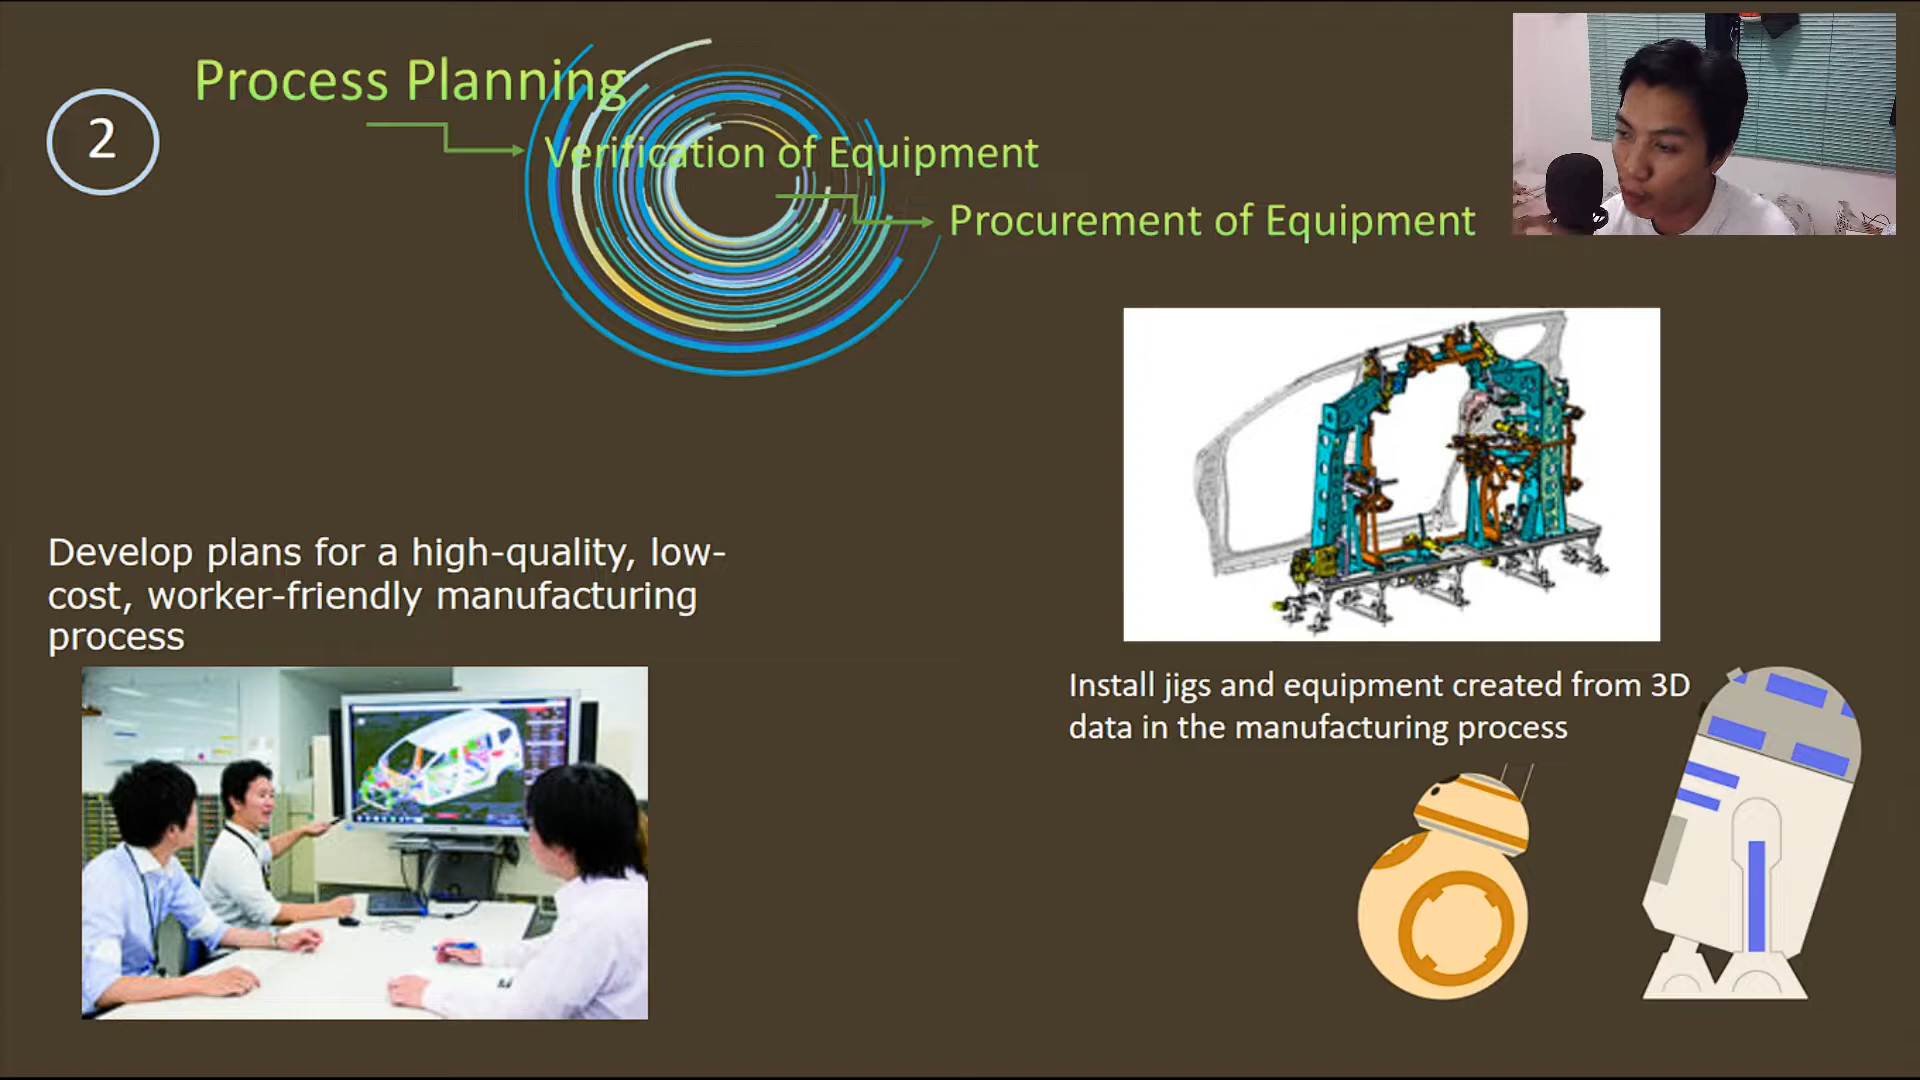 2
Process Planning
Verification of Equipment
Procurement of Equipment
Develop plans for a high-quality, low-
cost, worker-friendly manufacturing
process
Install jigs and equipment created from 3D
data in the manufacturing process